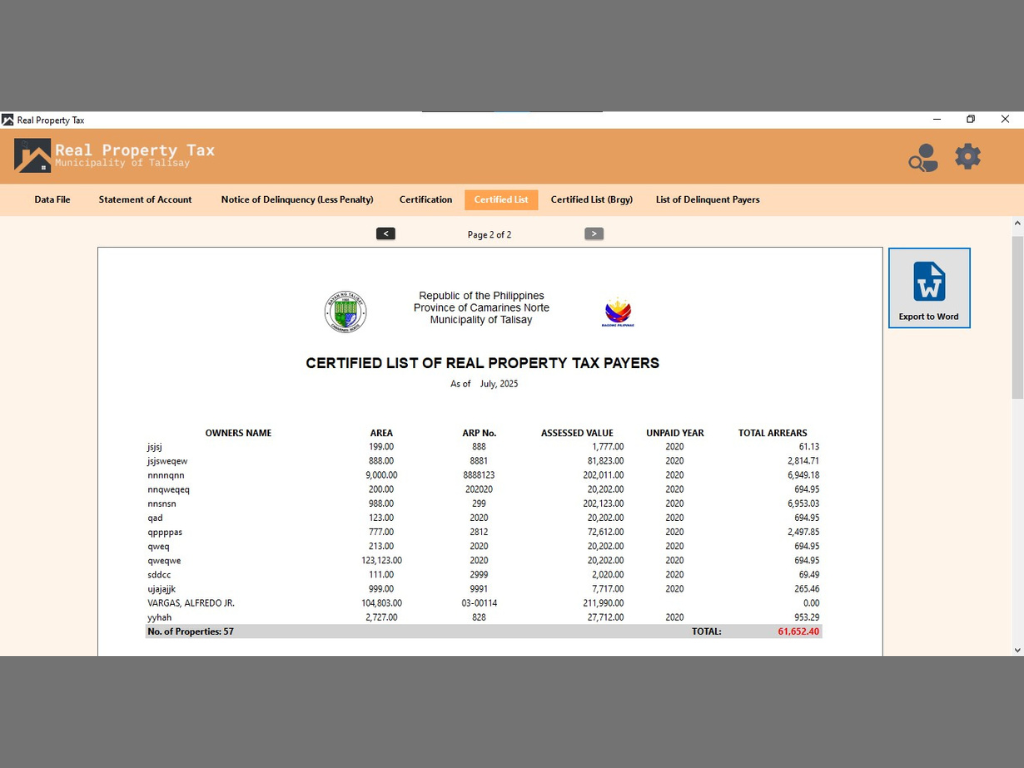 Real Property Tax
Real Property Tax
Municipality of Talisay
Data File Statement of Account Notice of Delinquency (Less Penalty) Certification Certified List Certified List (Brgy) List of Delinquent Payers
< Page 2 of 2 >
Export to Word
Republic of the Philippines
Province of Camarines Norte
Municipality of Talisay
CERTIFIED LIST OF REAL PROPERTY TAX PAYERS
As of July, 2025
OWNERS NAME AREA ARP No. ASSESSED VALUE UNPAID YEAR TOTAL ARREARS
jsjsj 199.00 888 1,777.00 2020 61.13
jsjsweqew 888.00 8881 81,823.00 2020 2,814.71
nnnnqnn 9,000.00 8888123 202,011.00 2020 6,949.18
nnqweqeq 200.00 202020 20,202.00 2020 694.95
nnsnsn 988.00 299 202,123.00 2020 6,953.03
qad 123.00 2020 20,202.00 2020 694.95
qppppas 777.00 2812 72,612.00 2020 2,497.85
qweq 213.00 2020 20,202.00 2020 694.95
qweqwe 123,123.00 2020 20,202.00 2020 694.95
sddcc 111.00 2999 2,020.00 2020 69.49
ujajajjk 999.00 9991 7,717.00 2020 265.46
VARGAS, ALFREDO JR. 104,803.00 03-00114 211,990.00 0.00
yyhah 2,727.00 828 27,712.00 2020 953.29
No. of Properties: 57 TOTAL: 61,652.40